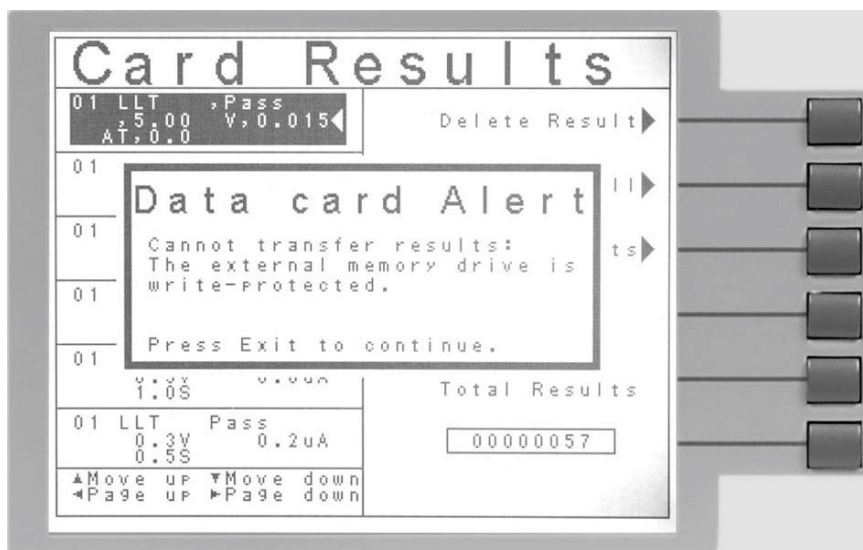 Card Results
01 LLT ,Pass
,5.00 V,0.015
AT,0.0
Delete Result
01
ll
01
ts
01
01
Data card Alert
Cannot transfer results:
The external memory drive is
write-protected.
Press Exit to continue.
1.0S
Total Results
01 LLT Pass
0.3V 0.2uA
0.5S
00000057
▲Move up ▼Move down
◄Page up ►Page down